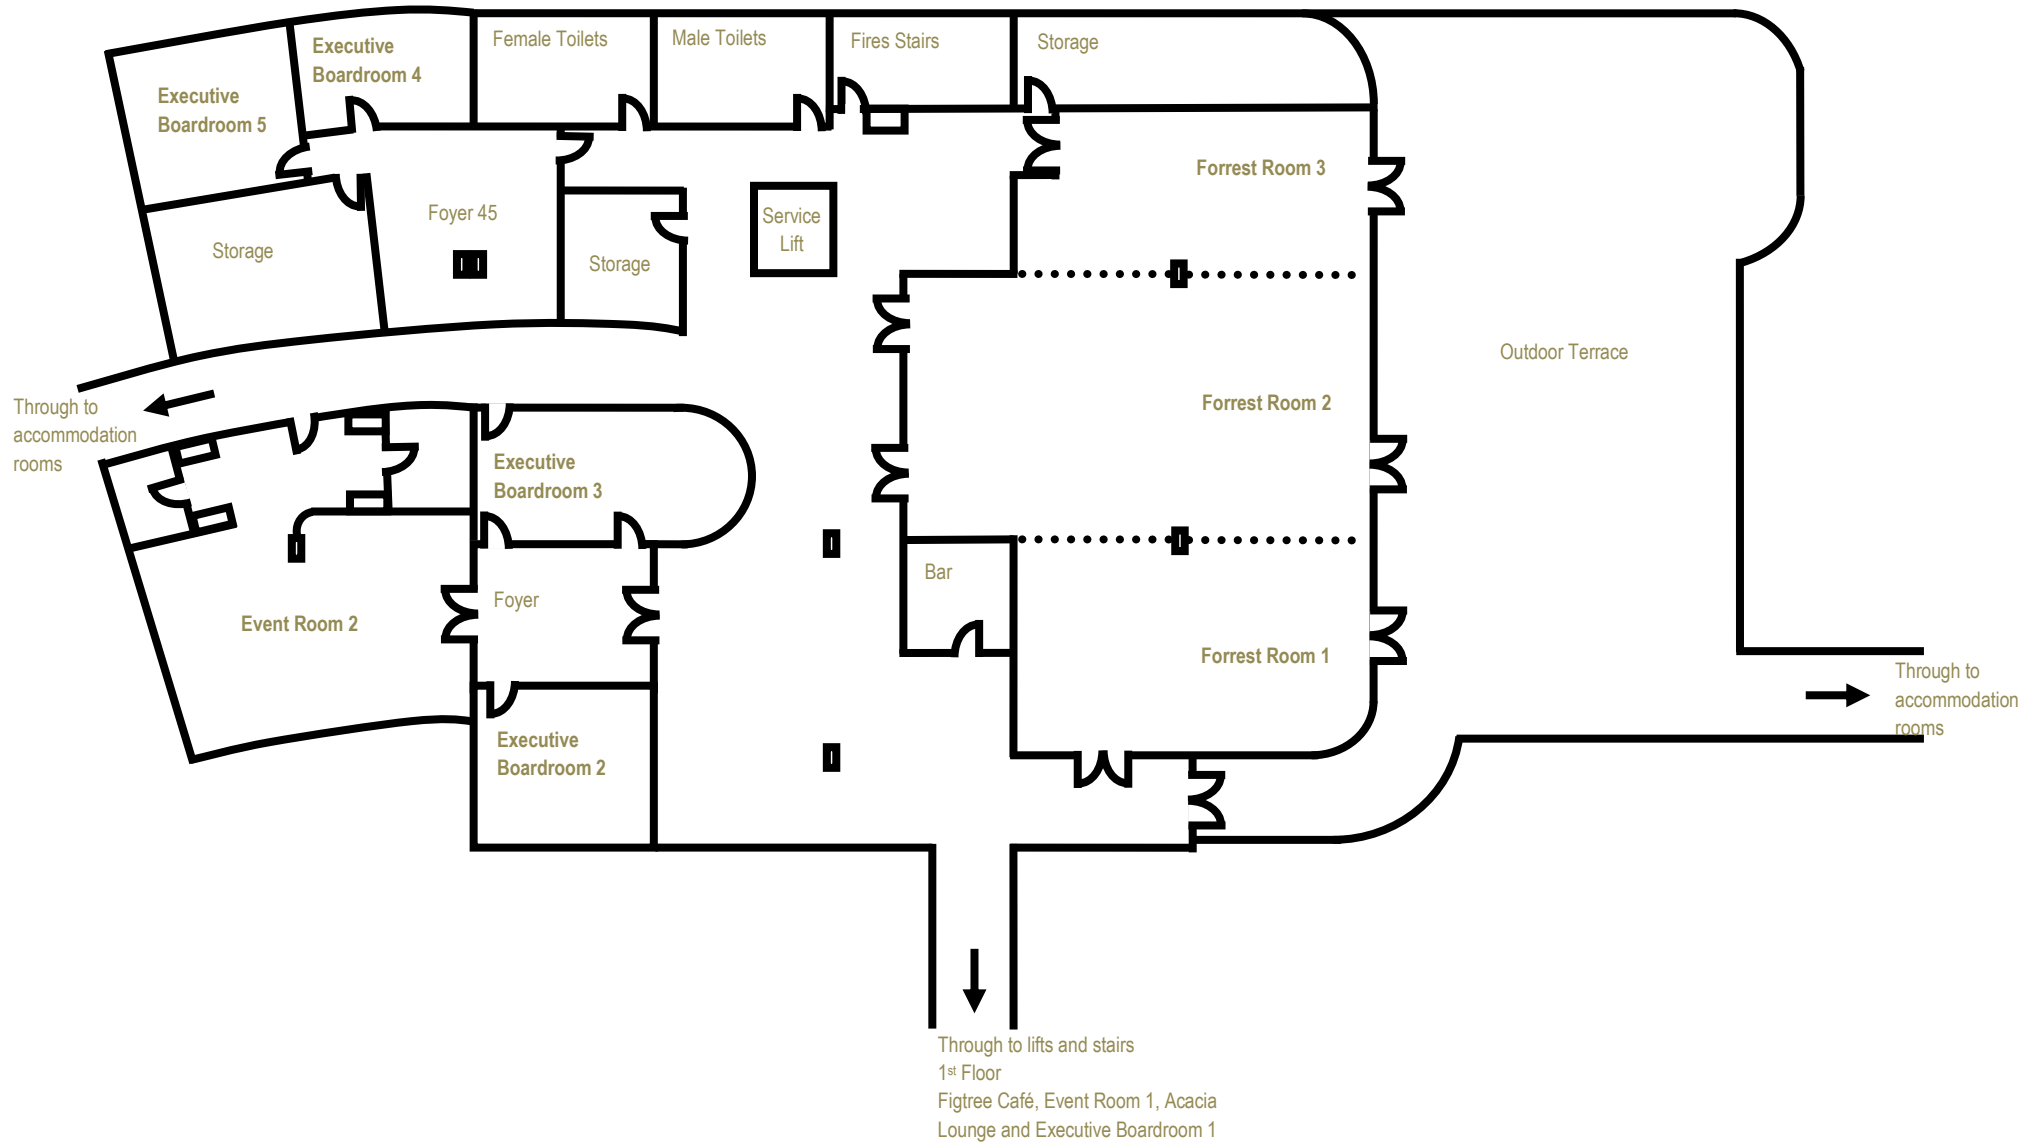 Executive
Boardroom 4
Female Toilets
Male Toilets
Fires Stairs
Storage
Executive
Boardroom 5
Forrest Room 3
Foyer 45
Service
Lift
Storage
Storage
Outdoor Terrace
Forrest Room 2
Through to
accommodation
rooms
Executive
Boardroom 3
Bar
Foyer
Event Room 2
Forrest Room 1
Through to
accommodation
rooms
Executive
Boardroom 2
Through to lifts and stairs
1st Floor
Figtree Café, Event Room 1, Acacia
Lounge and Executive Boardroom 1